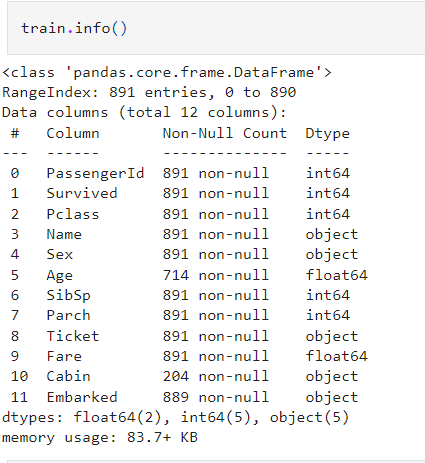 train.info()
<class 'pandas.core.frame.DataFrame'>
RangeIndex: 891 entries, 0 to 890
Data columns (total 12 columns):
 #   Column       Non-Null Count  Dtype
---  ------       --------------  -----
 0   PassengerId  891 non-null    int64
 1   Survived     891 non-null    int64
 2   Pclass       891 non-null    int64
 3   Name         891 non-null    object
 4   Sex          891 non-null    object
 5   Age          714 non-null    float64
 6   SibSp        891 non-null    int64
 7   Parch        891 non-null    int64
 8   Ticket       891 non-null    object
 9   Fare         891 non-null    float64
 10  Cabin        204 non-null    object
 11  Embarked     889 non-null    object
dtypes: float64(2), int64(5), object(5)
memory usage: 83.7+ KB